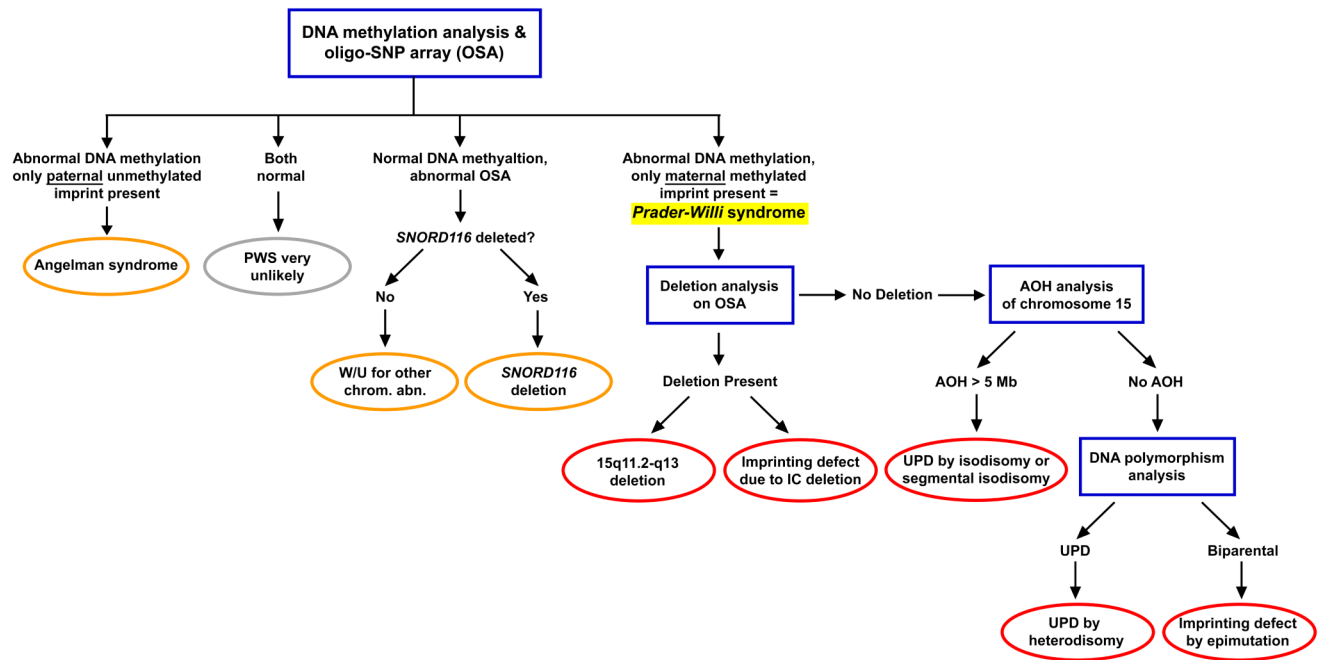 DNA methylation analysis &
oligo-SNP array (OSA)
Abnormal DNA methylation
only paternal unmethylated
imprint present
Both
normal
Normal DNA methyaltion,
abnormal OSA
Abnormal DNA methylation,
only maternal methylated
imprint present =
Prader-Willi syndrome
SNORD116 deleted?
Angelman syndrome
PWS very
unlikely
No
Yes
Deletion analysis
on OSA
No Deletion
AOH analysis
of chromosome 15
W/U for other
chrom. abn.
SNORD116
deletion
Deletion Present
AOH > 5 Mb
No AOH
15q11.2-q13
deletion
Imprinting defect
due to IC deletion
UPD by isodisomy or
segmental isodisomy
DNA polymorphism
analysis
UPD
Biparental
UPD by
heterodisomy
Imprinting defect
by epimutation